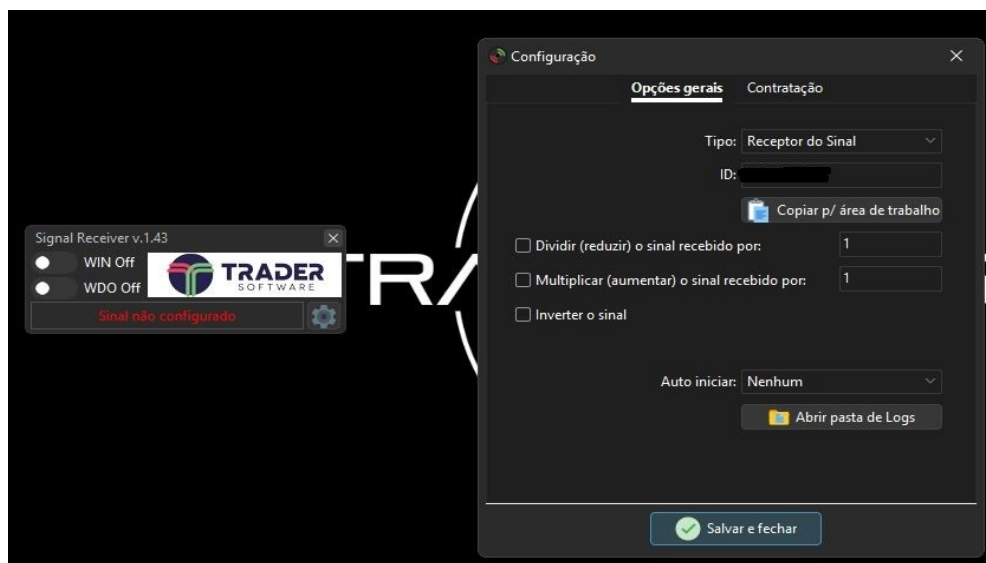 Configuração
Opções gerais Contratação
Tipo: Receptor do Sinal
ID:
Copiar p/ área de trabalho
Dividir (reduzir) o sinal recebido por: 1
Multiplicar (aumentar) o sinal recebido por: 1
Inverter o sinal
Auto iniciar: Nenhum
Abrir pasta de Logs
Salvar e fechar
Signal Receiver v.1.43
WIN Off
WDO Off
TRADER
SOFTWARE
Sinal não configurado